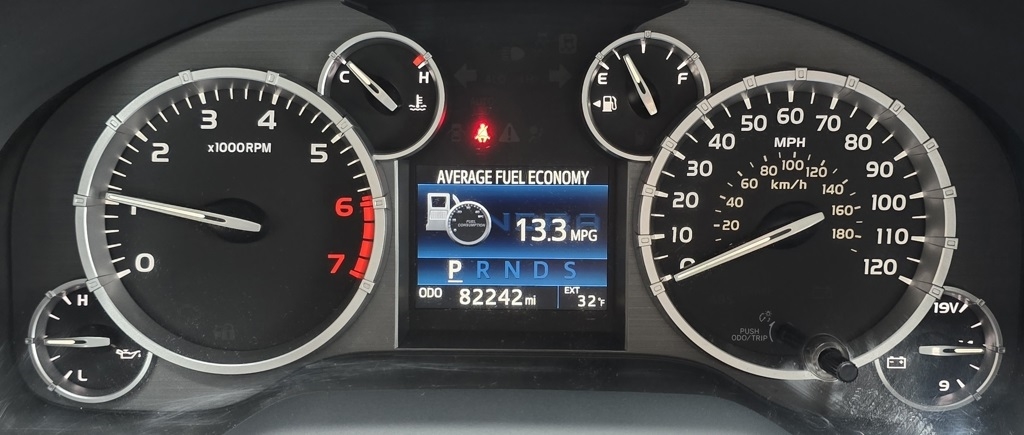 0
1
2
3
4
5
6
7
x1000RPM
C
H
E
F
AVERAGE FUEL ECONOMY
FUEL
CONSUMPTION
13.3 MPG
P R N D S
ODO 82242 mi
EXT
32°F
0
10
20
30
40
50
60
70
80
90
100
110
120
MPH
20
40
60
80
100
120
140
160
180
km/h
PUSH
ODO/TRIP
H
L
19V
9